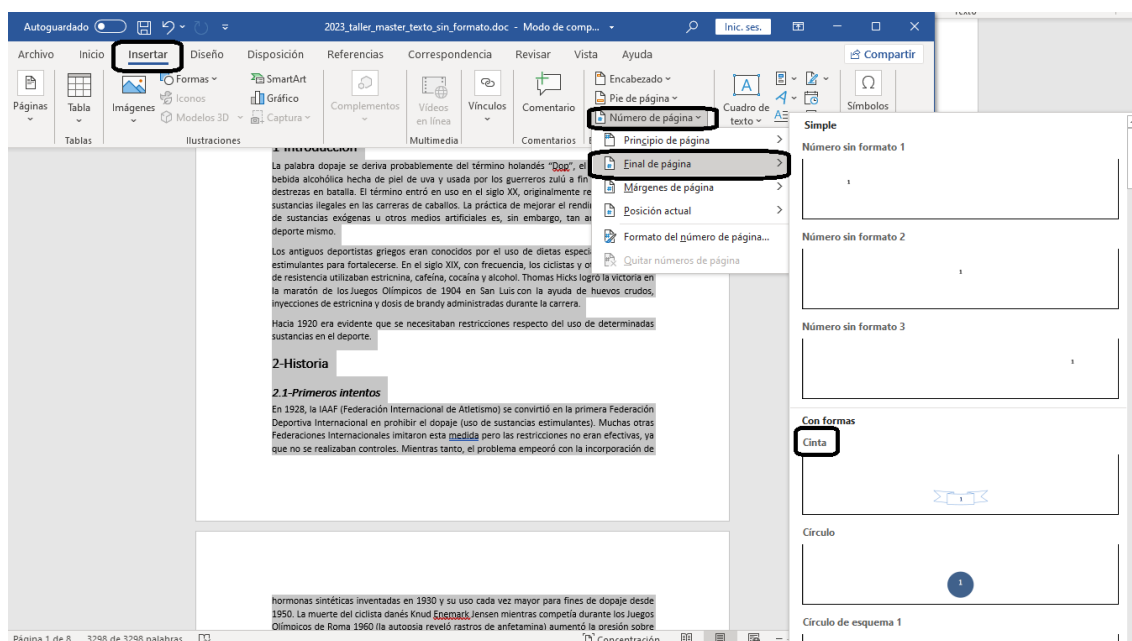 Texto
Autoguardado
2023_taller_master_texto_sin_formato.doc - Modo de comp...
Inic. ses.
Archivo Inicio Insertar Diseño Disposición Referencias Correspondencia Revisar Vista Ayuda Compartir
Páginas
Tabla
Tablas
Imágenes
Formas
Iconos
Modelos 3D
SmartArt
Gráfico
Captura
Ilustraciones
Complementos
Vídeos
en línea
Multimedia
Vínculos
Comentario
Comentarios
Encabezado
Pie de página
Número de página
Cuadro de
texto
Símbolos
Principio de página
Final de página
Márgenes de página
Posición actual
Formato del número de página...
Quitar números de página
Simple
Número sin formato 1
1
Número sin formato 2
1
Número sin formato 3
1
Con formas
Cinta
1
Círculo
1
Círculo de esquema 1
1-Introducción
La palabra dopaje se deriva probablemente del término holandés "Dop", el
bebida alcohólica hecha de piel de uva y usada por los guerreros zulú a fin
destrezas en batalla. El término entró en uso en el siglo XX, originalmente re
sustancias ilegales en las carreras de caballos. La práctica de mejorar el rendi
de sustancias exógenas u otros medios artificiales es, sin embargo, tan a
deporte mismo.
Los antiguos deportistas griegos eran conocidos por el uso de dietas especi
estimulantes para fortalecerse. En el siglo XIX, con frecuencia, los ciclistas y o
de resistencia utilizaban estricnina, cafeína, cocaína y alcohol. Thomas Hicks logró la victoria en
la maratón de los Juegos Olímpicos de 1904 en San Luis con la ayuda de huevos crudos,
inyecciones de estricnina y dosis de brandy administradas durante la carrera.
Hacia 1920 era evidente que se necesitaban restricciones respecto del uso de determinadas
sustancias en el deporte.
2-Historia
2.1-Primeros intentos
En 1928, la IAAF (Federación Internacional de Atletismo) se convirtió en la primera Federación
Deportiva Internacional en prohibir el dopaje (uso de sustancias estimulantes). Muchas otras
Federaciones Internacionales imitaron esta medida pero las restricciones no eran efectivas, ya
que no se realizaban controles. Mientras tanto, el problema empeoró con la incorporación de
hormonas sintéticas inventadas en 1930 y su uso cada vez mayor para fines de dopaje desde
1950. La muerte del ciclista danés Knud Enemark Jensen mientras competía durante los Juegos
Olímpicos de Roma 1960 (la autopsia reveló rastros de anfetamina) aumentó la presión sobre
Página 1 de 8 3298 de 3298 palabras Concentración